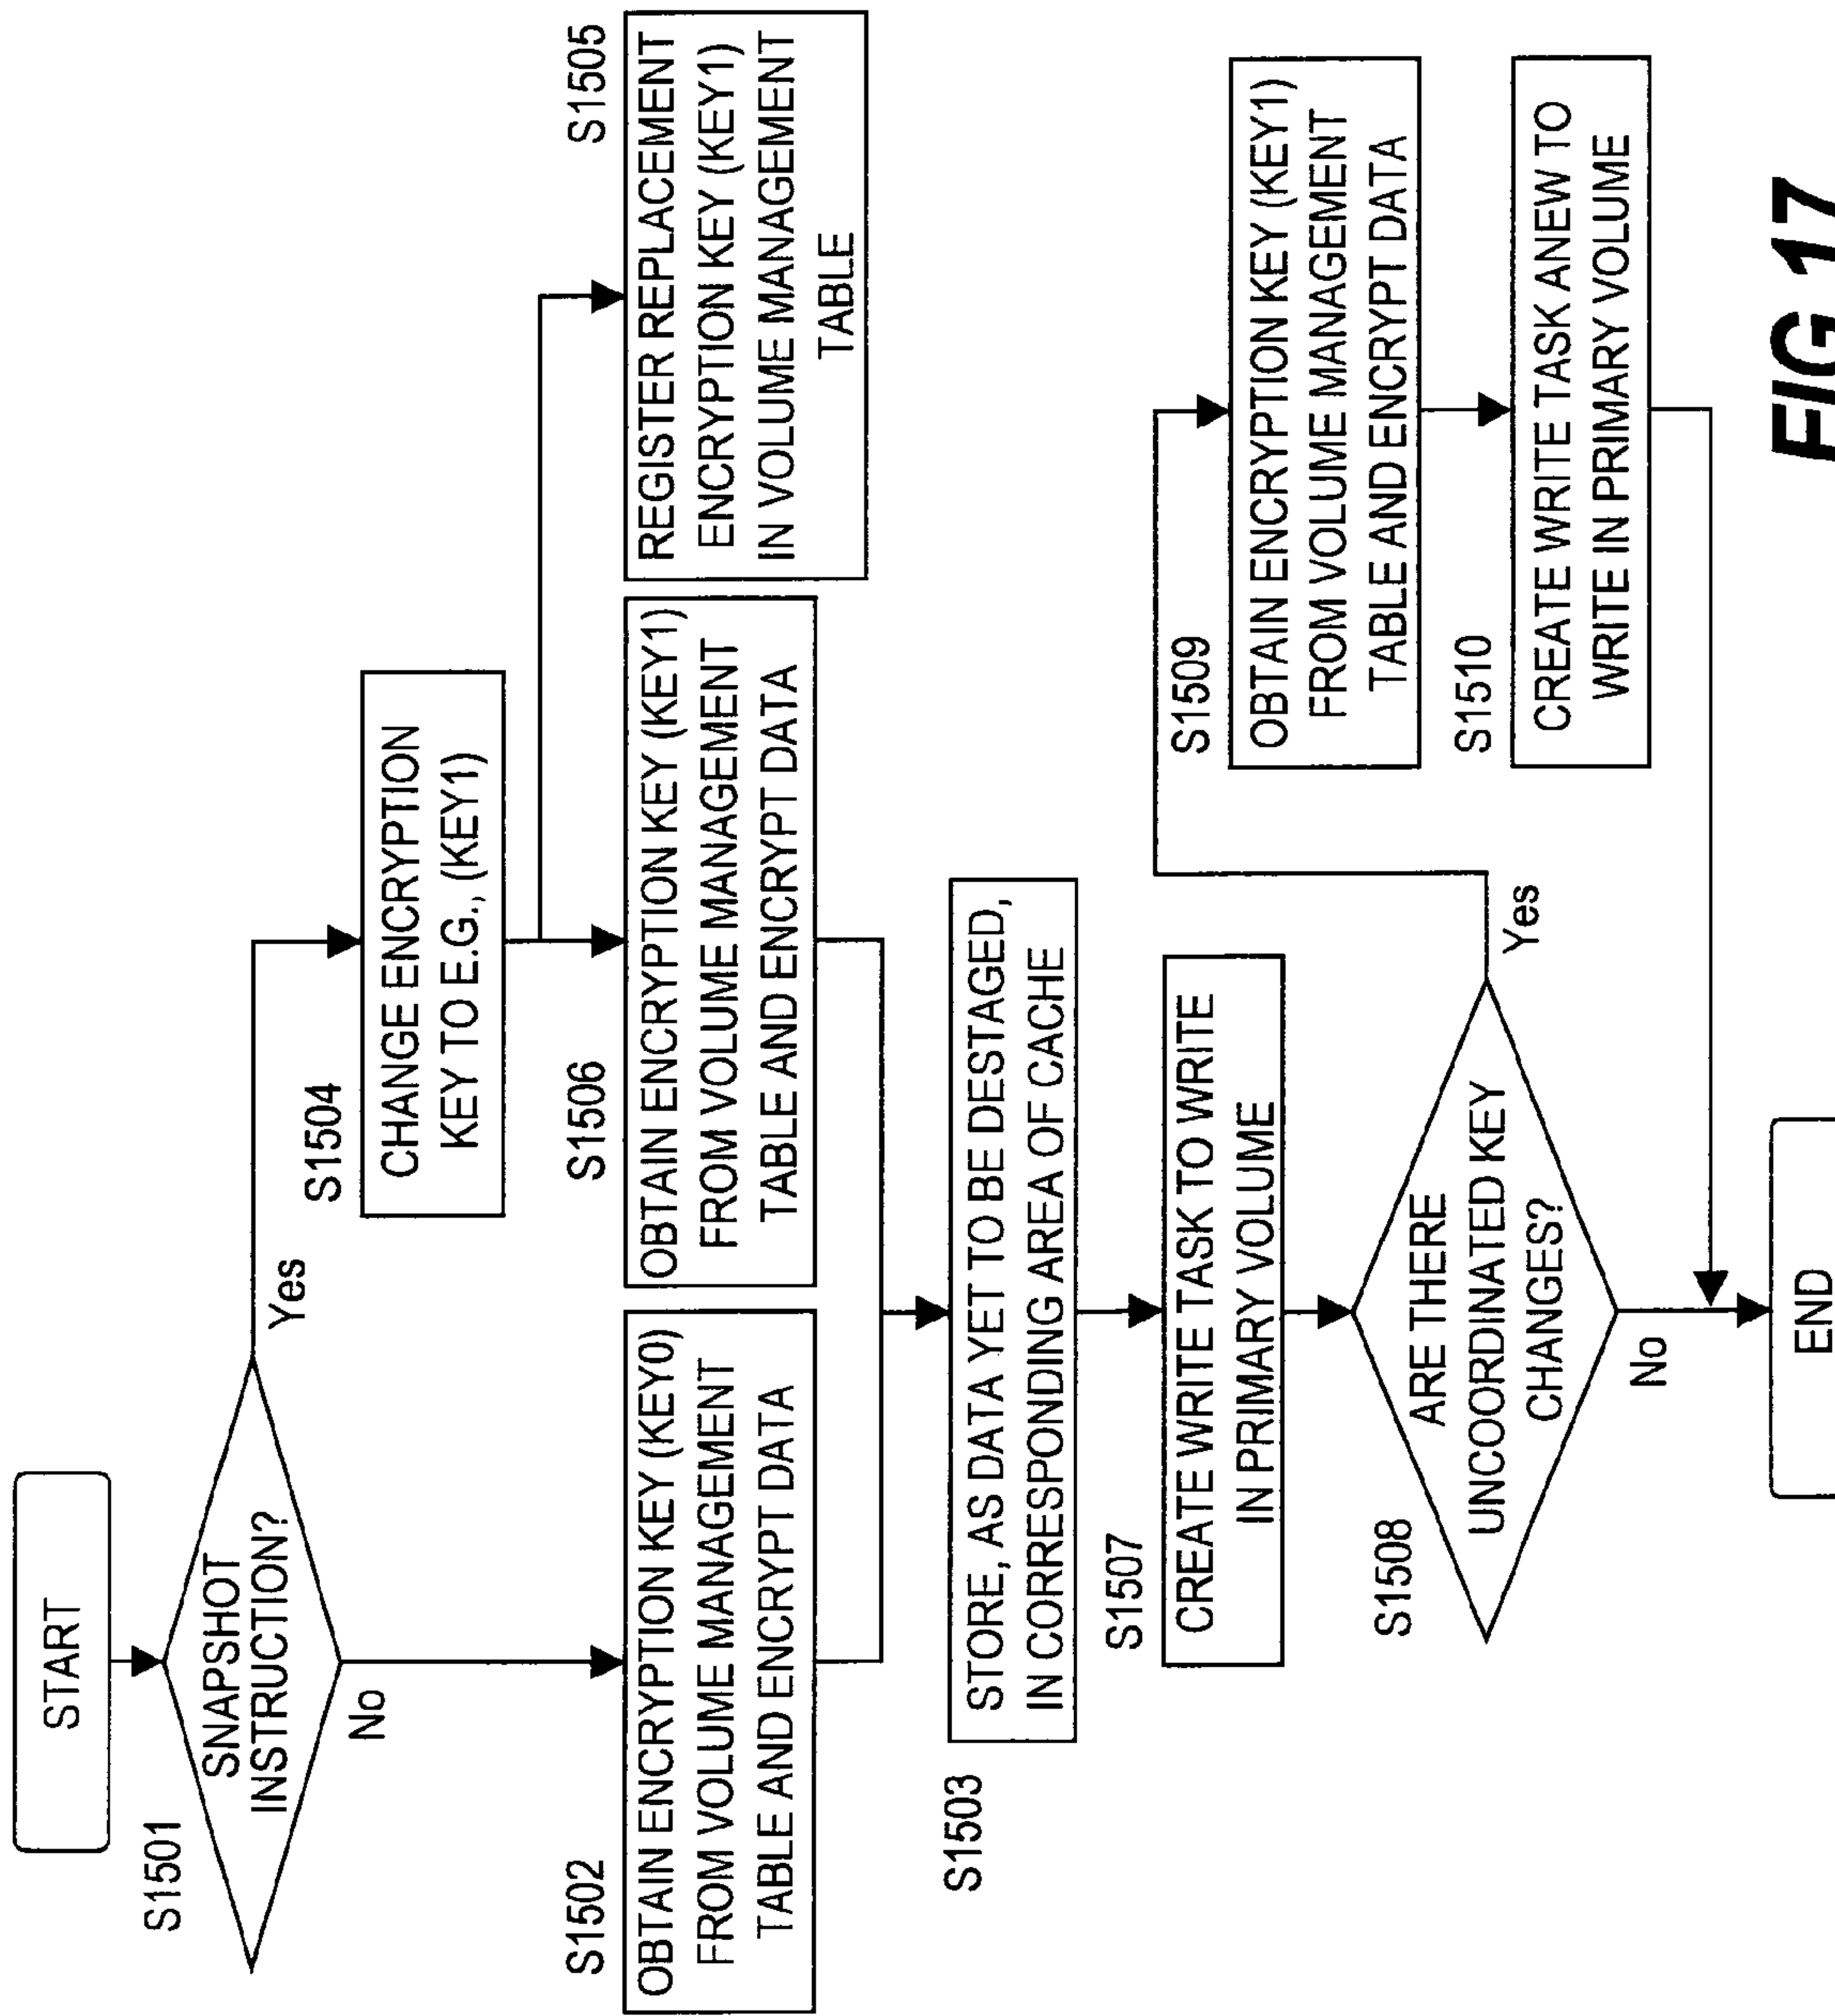 START
S1501
SNAPSHOT
INSTRUCTION?
Yes
No
S1504
CHANGE ENCRYPTION
KEY TO E.G., (KEY1)
S1502
OBTAIN ENCRYPTION KEY (KEY0)
FROM VOLUME MANAGEMENT
TABLE AND ENCRYPT DATA
S1506
OBTAIN ENCRYPTION KEY (KEY1)
FROM VOLUME MANAGEMENT
TABLE AND ENCRYPT DATA
S1505
REGISTER REPLACEMENT
ENCRYPTION KEY (KEY1)
IN VOLUME MANAGEMENT
TABLE
S1503
STORE, AS DATA YET TO BE DESTAGED,
IN CORRESPONDING AREA OF CACHE
S1507
CREATE WRITE TASK TO WRITE
IN PRIMARY VOLUME
S1508
ARE THERE
UNCOORDINATED KEY
CHANGES?
Yes
No
S1509
OBTAIN ENCRYPTION KEY (KEY1)
FROM VOLUME MANAGEMENT
TABLE AND ENCRYPT DATA
S1510
CREATE WRITE TASK ANEW TO
WRITE IN PRIMARY VOLUME
END
FIG 17